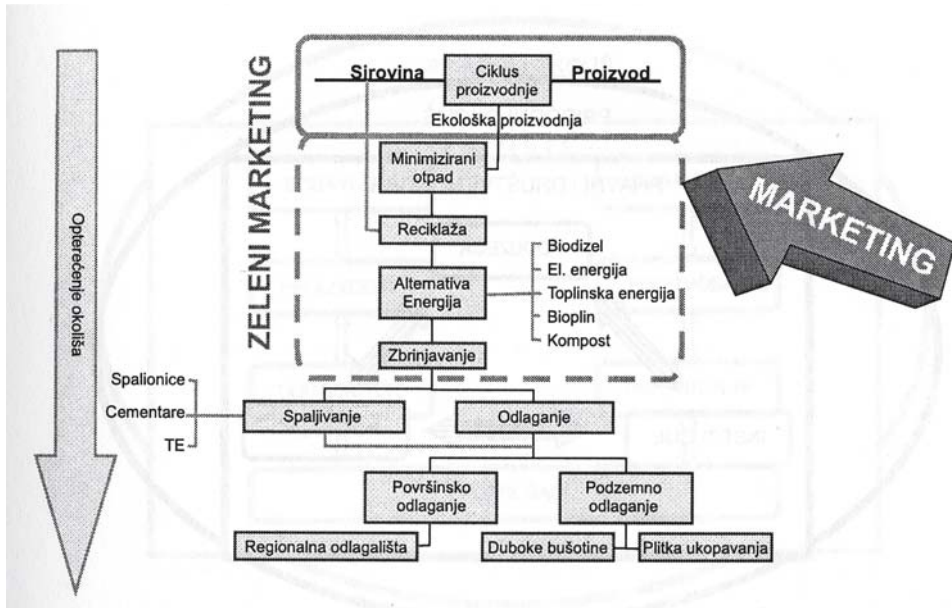 Sirovina
Ciklus
proizvodnje
Proizvod
Ekološka proizvodnja
ZELENI MARKETING
MARKETING
Opterećenje okoliša
Minimizirani
otpad
Reciklaža
Alternativa
Energija
Biodizel
El. energija
Toplinska energija
Bioplin
Kompost
Zbrinjavanje
Spalionice
Cementare
TE
Spaljivanje
Odlaganje
Površinsko
odlaganje
Podzemno
odlaganje
Regionalna odlagališta
Duboke bušotine
Plitka ukopavanja